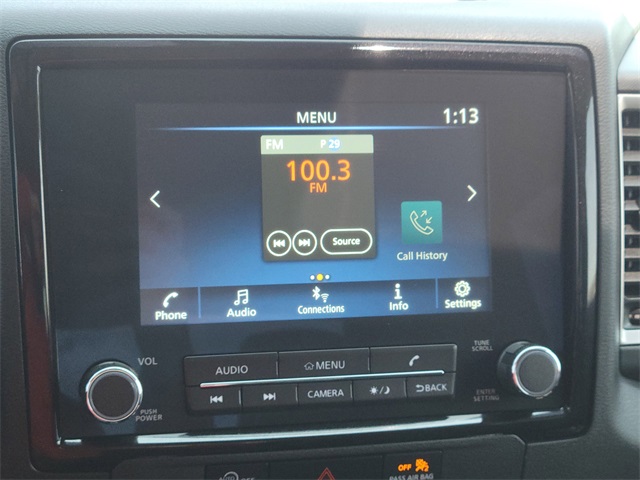 MENU
1:13
FM
P 29
100.3
FM
Source
Call History
Phone
Audio
Connections
Info
Settings
VOL
PUSH
POWER
AUDIO
MENU
CAMERA
BACK
TUNE
SCROLL
ENTER
SETTING
OFF
OFF
PASS AIR BAG